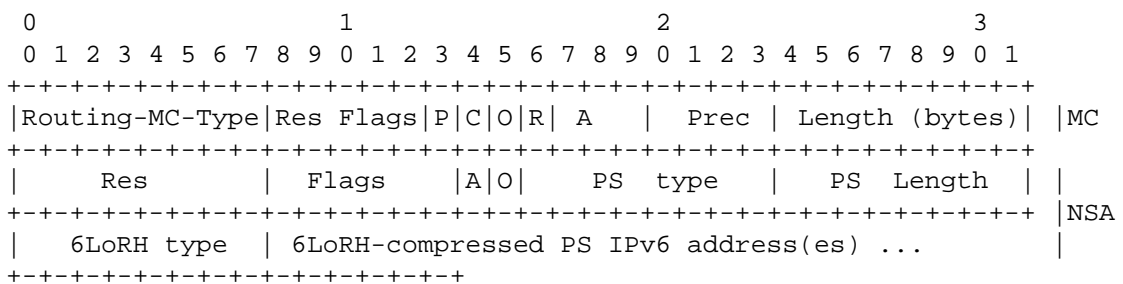 0                   1                   2                   3
 0 1 2 3 4 5 6 7 8 9 0 1 2 3 4 5 6 7 8 9 0 1 2 3 4 5 6 7 8 9 0 1
+-+-+-+-+-+-+-+-+-+-+-+-+-+-+-+-+-+-+-+-+-+-+-+-+-+-+-+-+-+-+-+-+
|Routing-MC-Type|Res Flags|P|C|O|R| A   |  Prec | Length (bytes)| |MC
+-+-+-+-+-+-+-+-+-+-+-+-+-+-+-+-+-+-+-+-+-+-+-+-+-+-+-+-+-+-+-+-+
|     Res       |  Flags    |A|O|    PS  type   |   PS  Length  | |
+-+-+-+-+-+-+-+-+-+-+-+-+-+-+-+-+-+-+-+-+-+-+-+-+-+-+-+-+-+-+-+-+ |NSA
|   6LoRH type  | 6LoRH-compressed PS IPv6 address(es) ...        |
+-+-+-+-+-+-+-+-+-+-+-+-+-+-+